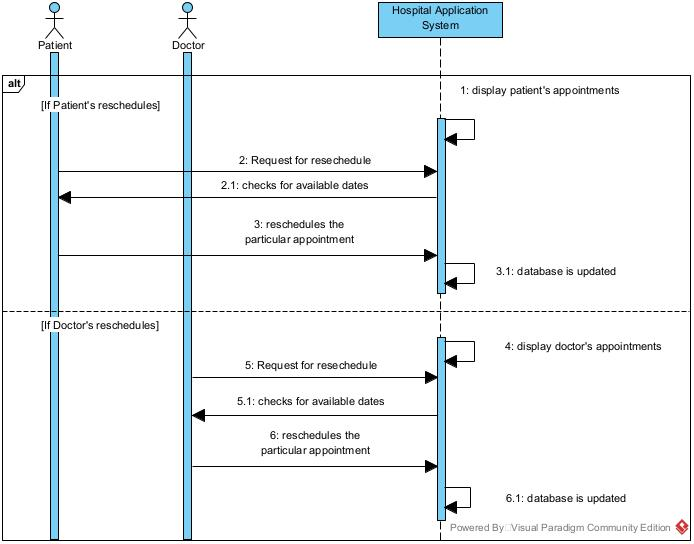 Hospital Application
System
Patient
Doctor
alt
1: display patient's appointments
[If Patient's reschedules]
2: Request for resechedule
2.1: checks for available dates
3: reschedules the
particular appointment
3.1: database is updated
[If Doctor's reschedules]
4: display doctor's appointments
5: Request for resechedule
5.1: checks for available dates
6: reschedules the
particular appointment
6.1: database is updated
Powered By Visual Paradigm Community Edition